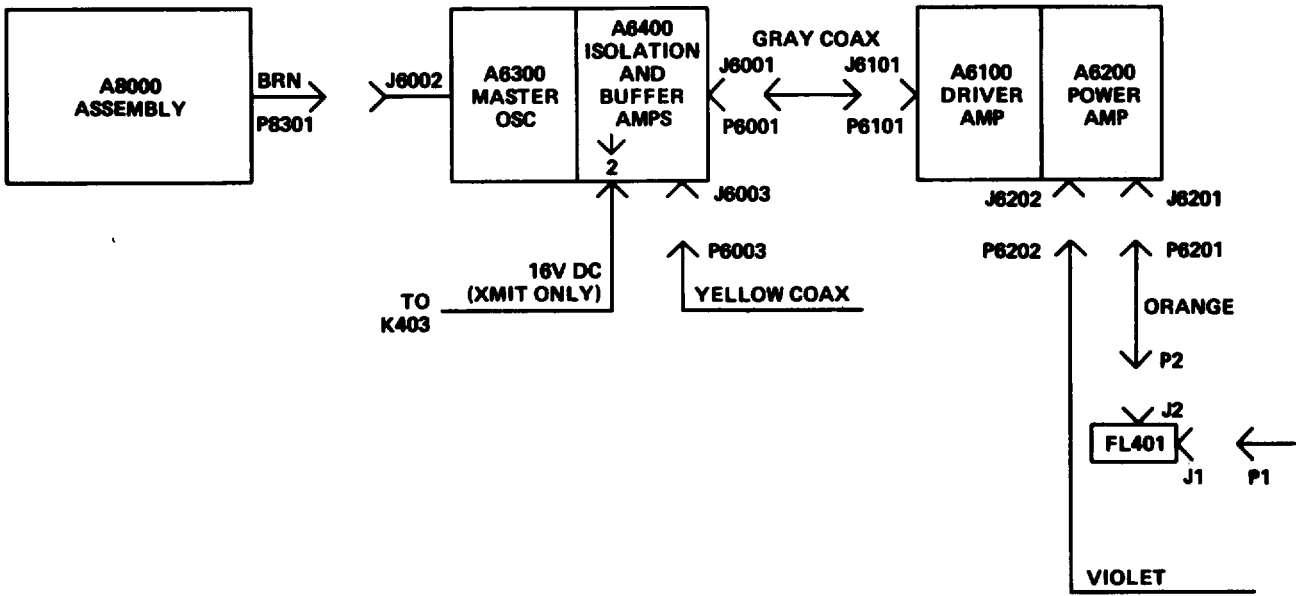 A8000
ASSEMBLY
BRN
P8301
J6002
A6300
MASTER
OSC
A6400
ISOLATION
AND
BUFFER
AMPS
2
GRAY COAX
J6001
J6101
P6001
P6101
A6100
DRIVER
AMP
A6200
POWER
AMP
J6003
P6003
J6202
J6201
P6202
P6201
16V DC
(XMIT ONLY)
TO
K403
YELLOW COAX
ORANGE
P2
J2
FL401
J1
P1
VIOLET